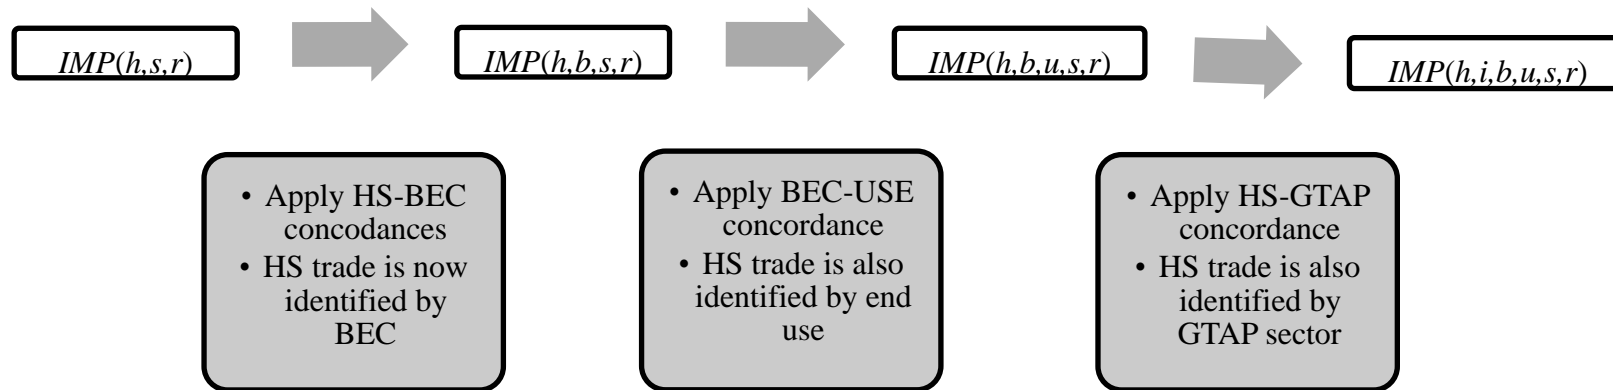 IMP(h,s,r)
IMP(h,b,s,r)
IMP(h,b,u,s,r)
IMP(h,i,b,u,s,r)
• Apply HS-BEC
concodances
• HS trade is now
identified by
BEC
• Apply BEC-USE
concordance
• HS trade is also
identified by end
use
• Apply HS-GTAP
concordance
• HS trade is also
identified by
GTAP sector